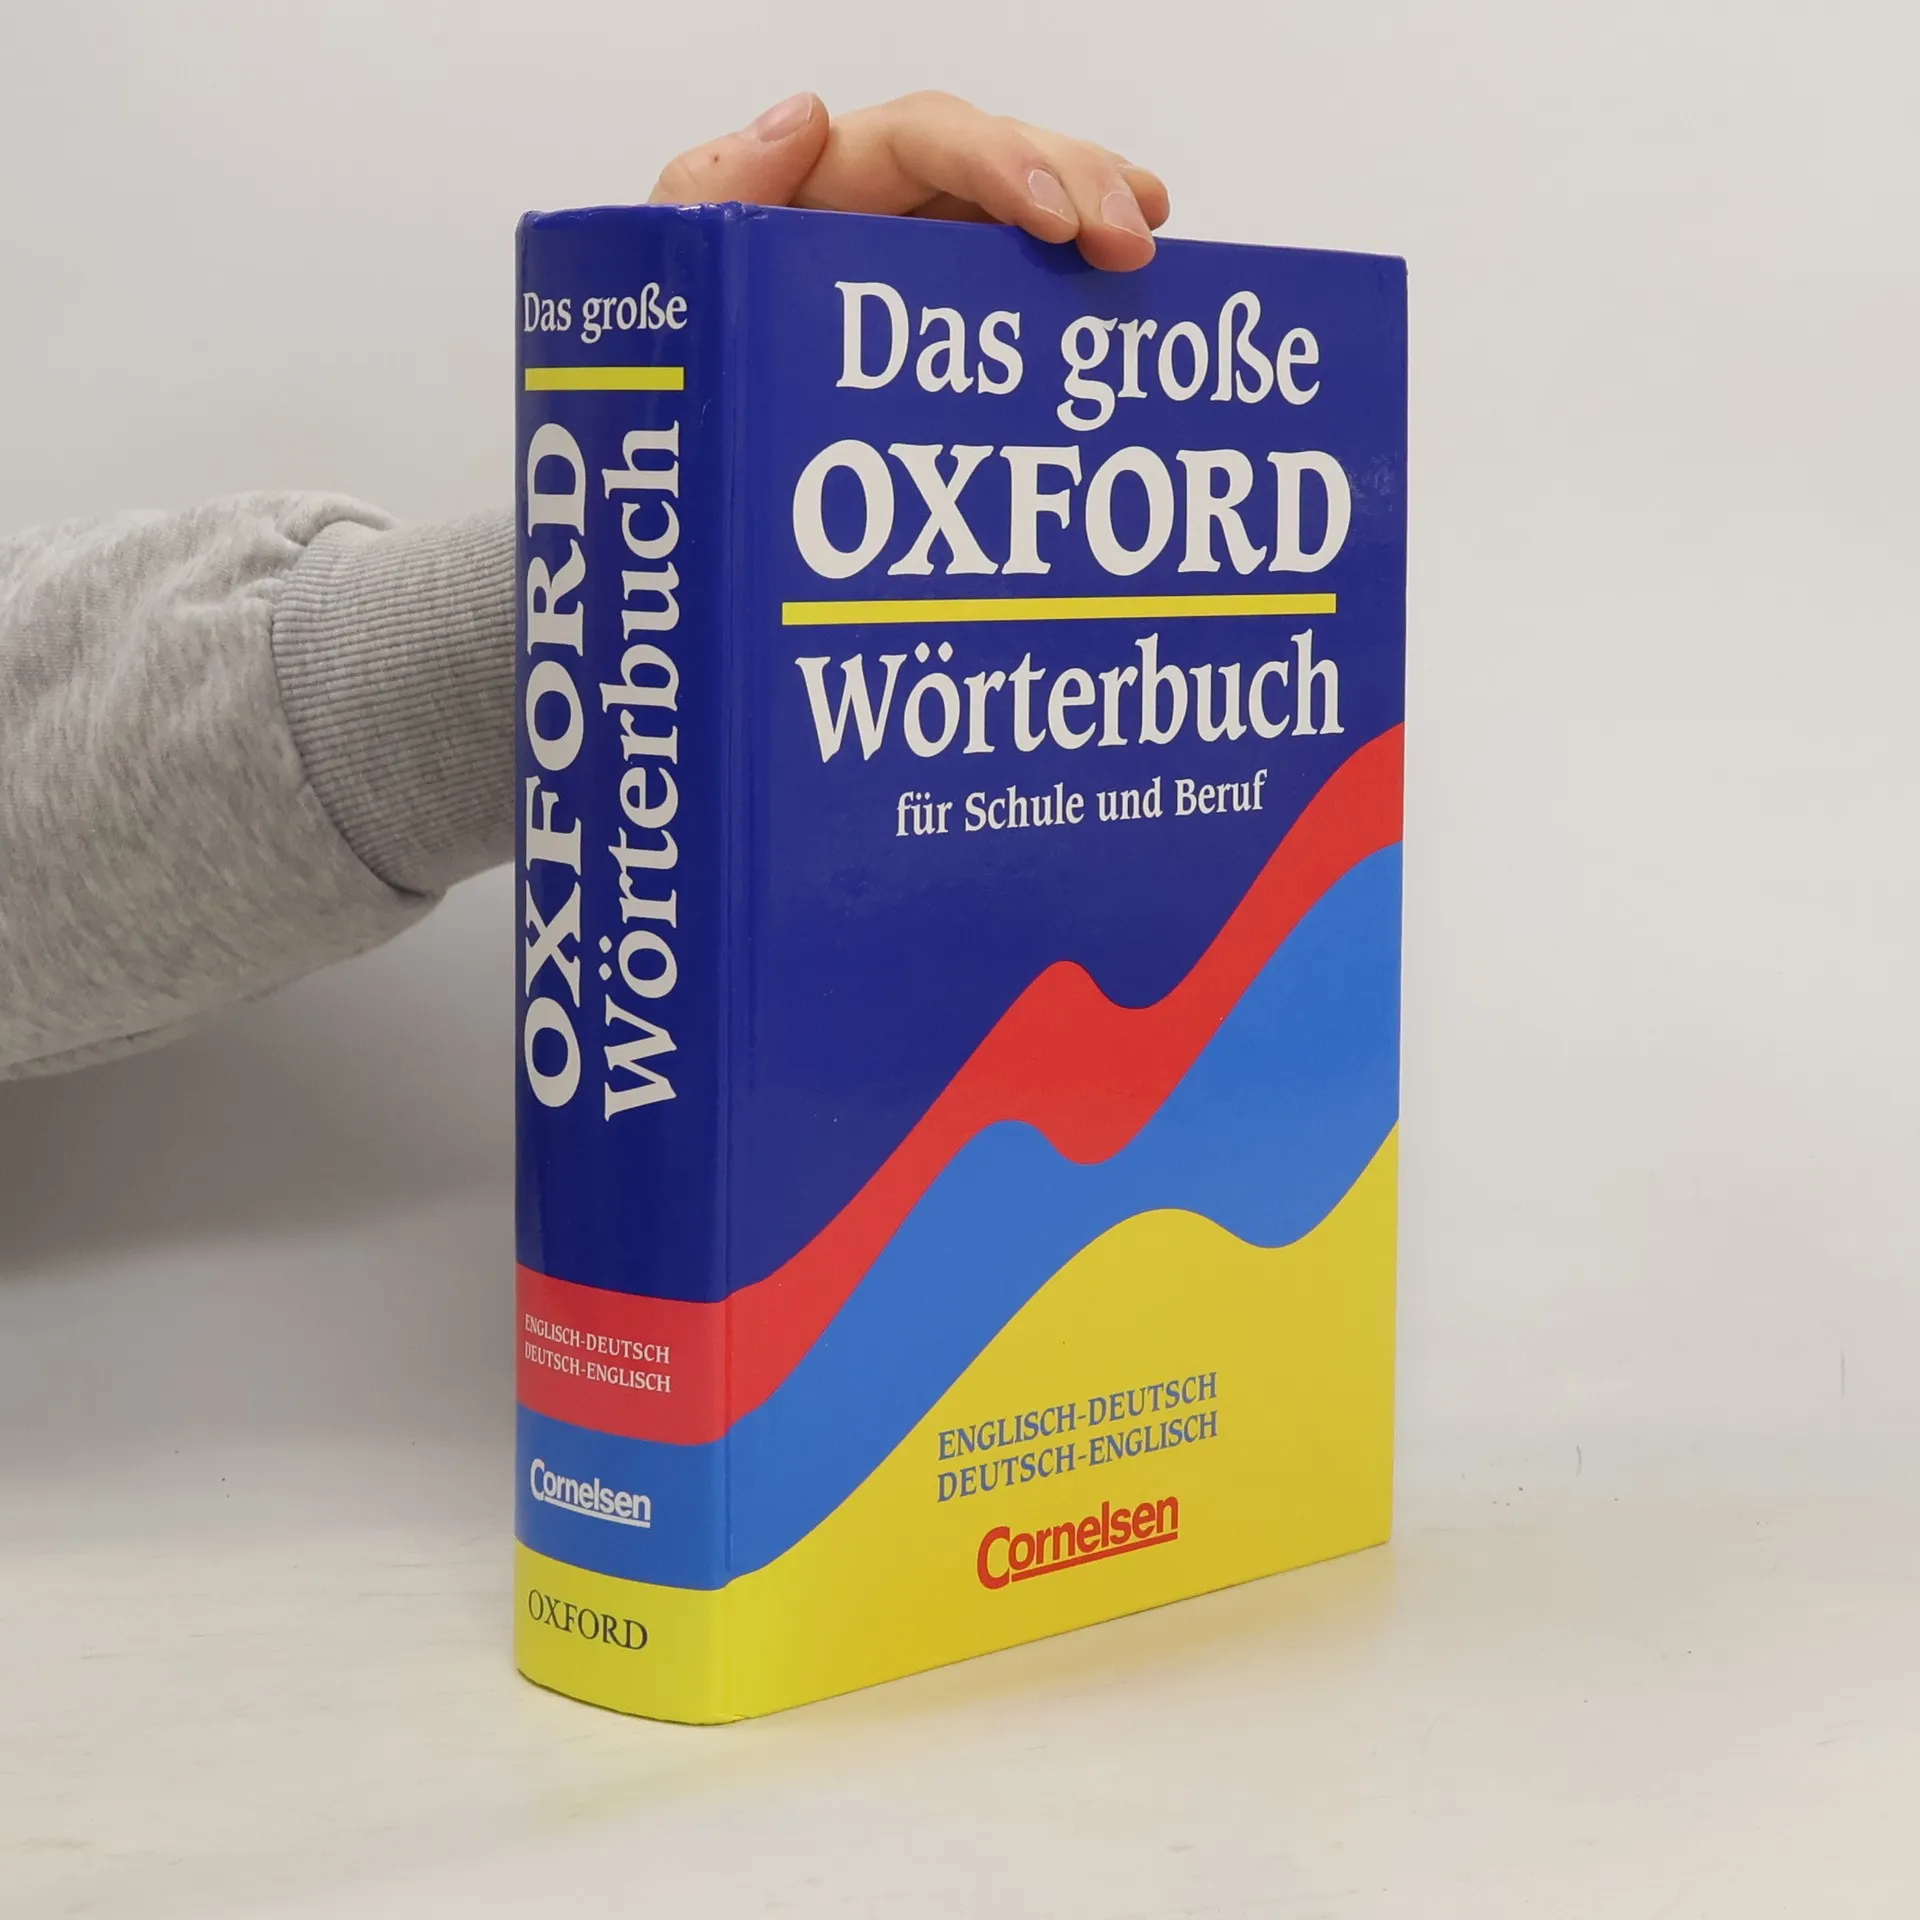 Das große
OXFORD
Wörterbuch
ENGLISCH-DEUTSCH
DEUTSCH-ENGLISCH
Cornelsen
OXFORD
Das große
OXFORD
Wörterbuch
für Schule und Beruf
ENGLISCH-DEUTSCH
DEUTSCH-ENGLISCH
Cornelsen